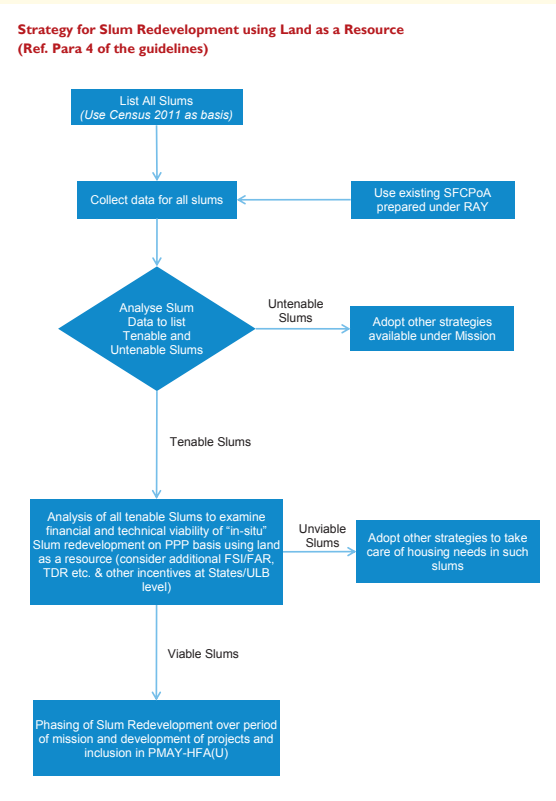 Strategy for Slum Redevelopment using Land as a Resource
(Ref. Para 4 of the guidelines)
List All Slums
(Use Census 2011 as basis)
Collect data for all slums
Use existing SFCPoA
prepared under RAY
Analyse Slum
Data to list
Tenable and
Untenable Slums
Untenable
Slums
Adopt other strategies
available under Mission
Tenable Slums
Analysis of all tenable Slums to examine
financial and technical viability of “in-situ”
Slum redevelopment on PPP basis using land
as a resource (consider additional FSI/FAR,
TDR etc. & other incentives at States/ULB
level)
Unviable
Slums
Adopt other strategies to take
care of housing needs in such
slums
Viable Slums
Phasing of Slum Redevelopment over period
of mission and development of projects and
inclusion in PMAY-HFA(U)